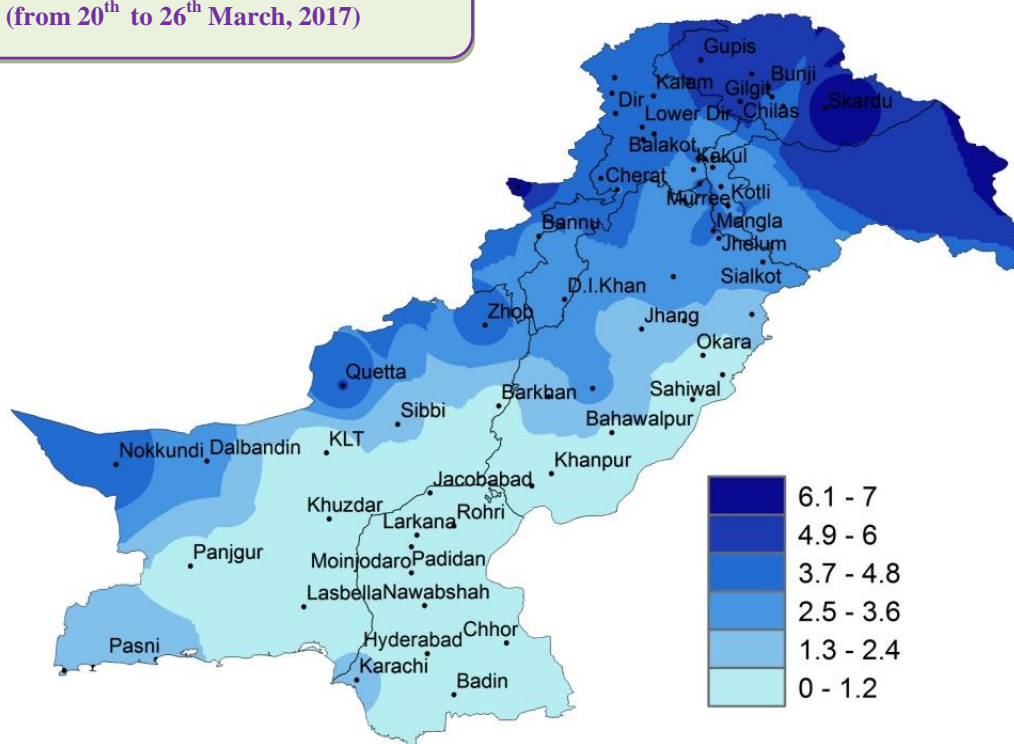 (from 20th to 26th March, 2017)
Gupis
Bunji
Kalam
Gilgit
Skardu
Dir
Chilas
Lower Dir
Balakot
Kakul
Cherat
Murree
Kotli
Bannu
Mangla
Jhelum
Sialkot
D.I.Khan
Zhob
Jhang
Okara
Quetta
Sahiwal
Barkhan
Sibbi
Bahawalpur
KLT
Nokkundi
Dalbandin
Khanpur
Jacobabad
Khuzdar
Rohri
Larkana
Panjgur
Moinjodaro
Padidan
Lasbella
Nawabshah
Pasni
Hyderabad
Chhor
Karachi
Badin
6.1 - 7
4.9 - 6
3.7 - 4.8
2.5 - 3.6
1.3 - 2.4
0 - 1.2